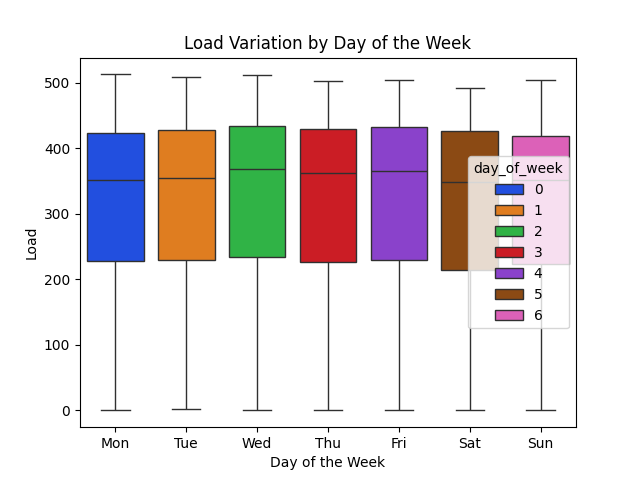 Load Variation by Day of the Week
Load
500
400
300
200
100
0
day_of_week
0
1
2
3
4
5
6
Mon Tue Wed Thu Fri Sat Sun
Day of the Week